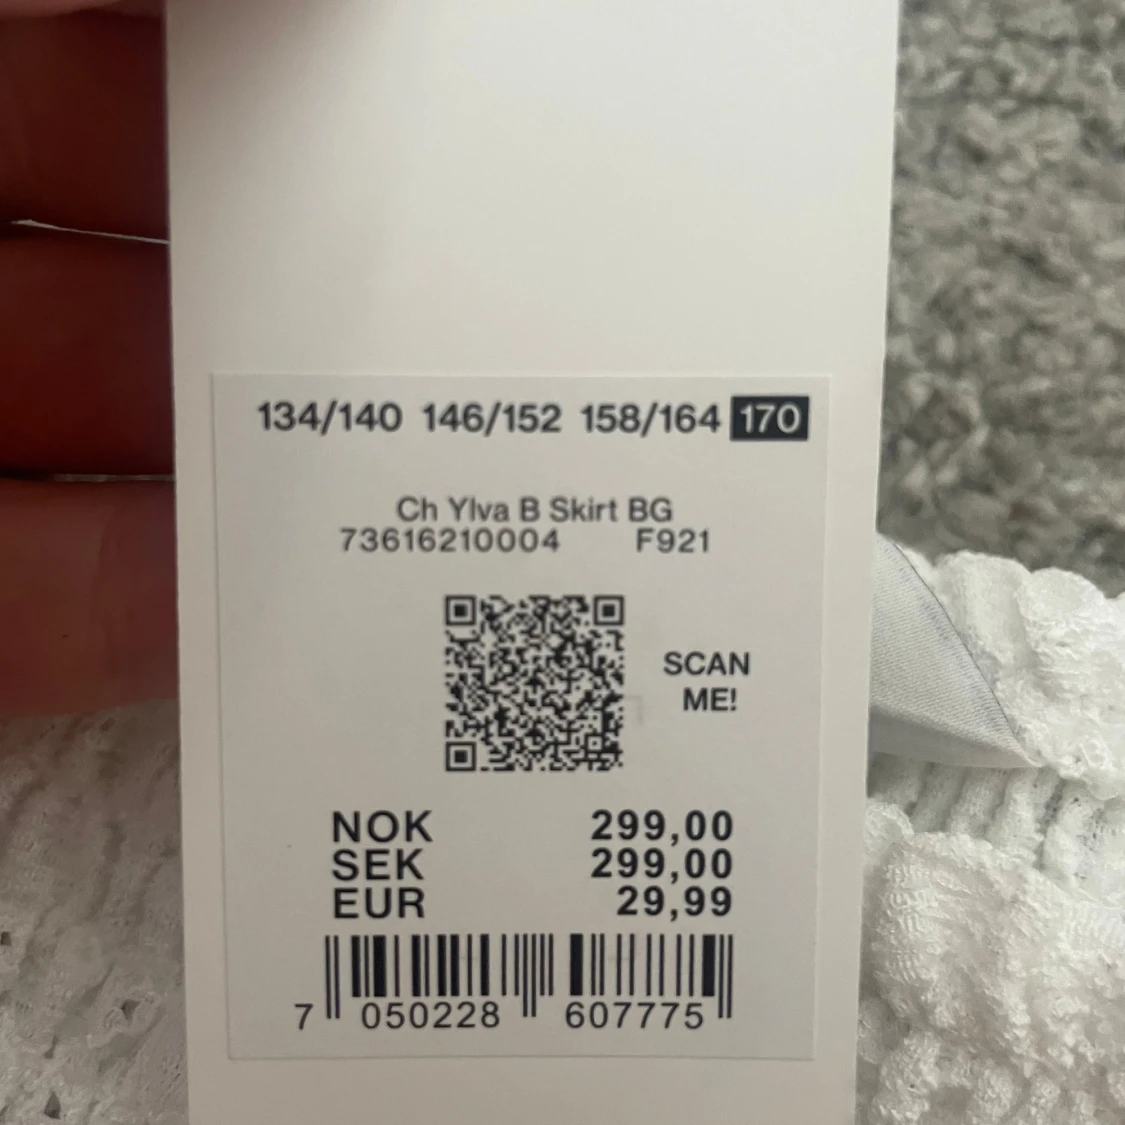 134/140 146/152 158/164 170
Ch Ylva B Skirt BG
73616210004 F921
SCAN
ME!
NOK 299,00
SEK 299,00
EUR 29,99
7 050228 607775